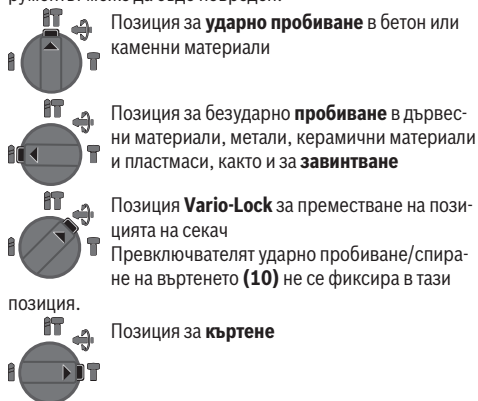 Позиция за ударно пробиване в бетон или
каменни материали
Позиция за безударно пробиване в дървес-
ни материали, метали, керамични материали
и пластмаси, както и за завинтване
Позиция Vario-Lock за преместване на пози-
цията на секач
Превключвателят ударно пробиване/спира-
не на въртенето (10) не се фиксира в тази
позиция.
Позиция за къртене